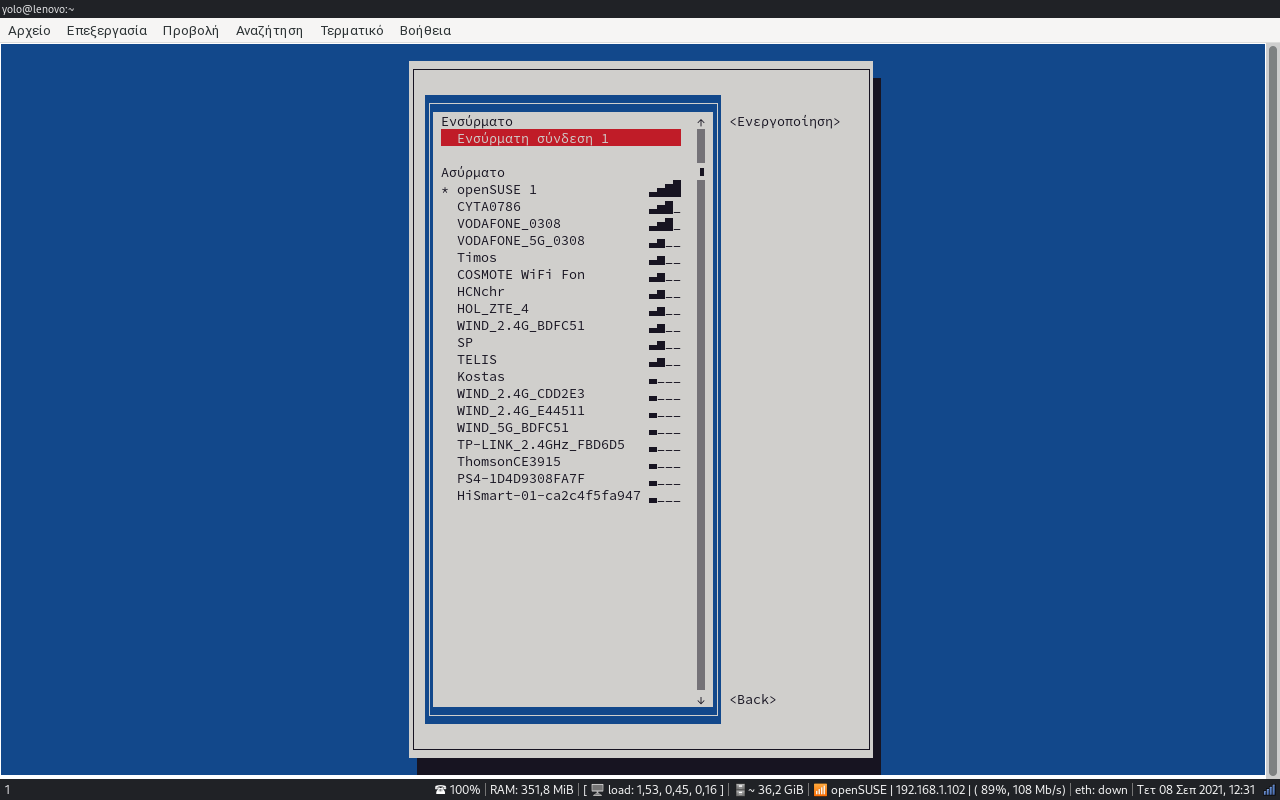 yolo@lenovo:~
Αρχείο Επεξεργασία Προβολή Αναζήτηση Τερματικό Βοήθεια
Ενσύρματο ↑ <Ενεργοποίηση>
Ενσύρματη σύνδεση 1
Ασύρματο
* openSUSE 1
CYTA0786
VODAFONE_0308
VODAFONE_5G_0308
Timos
COSMOTE WiFi Fon
HCNchr
HOL_ZTE_4
WIND_2.4G_BDFC51
SP
TELIS
Kostas
WIND_2.4G_CDD2E3
WIND_2.4G_E44511
WIND_5G_BDFC51
TP-LINK_2.4GHz_FBD6D5
ThomsonCE3915
PS4-1D4D9308FA7F
HiSmart-01-ca2c4f5fa947
↓ <Back>
1 ☎ 100% | RAM: 351,8 MiB | [ 🖥 load: 1,53, 0,45, 0,16 ] | 🗄 ~ 36,2 GiB | 📶 openSUSE | 192.168.1.102 | ( 89%, 108 Mb/s) | eth: down | Τετ 08 Σεπ 2021, 12:31